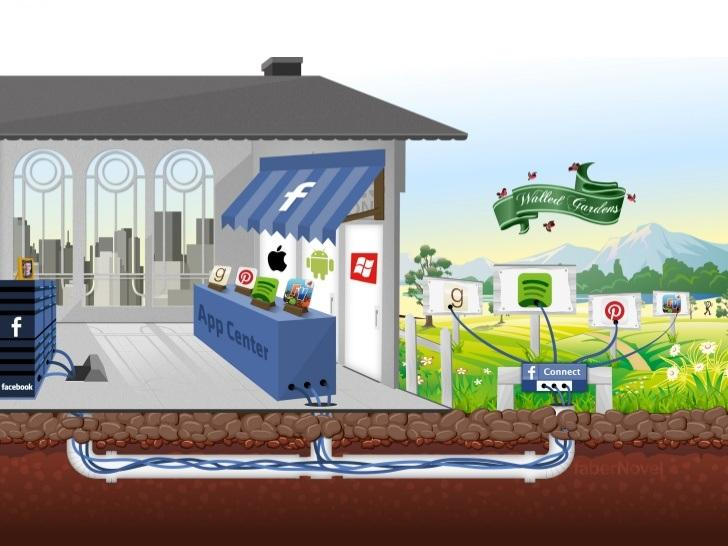 Walled Gardens
f
g
g
App Center
f Connect
f
facebook
faberNovel